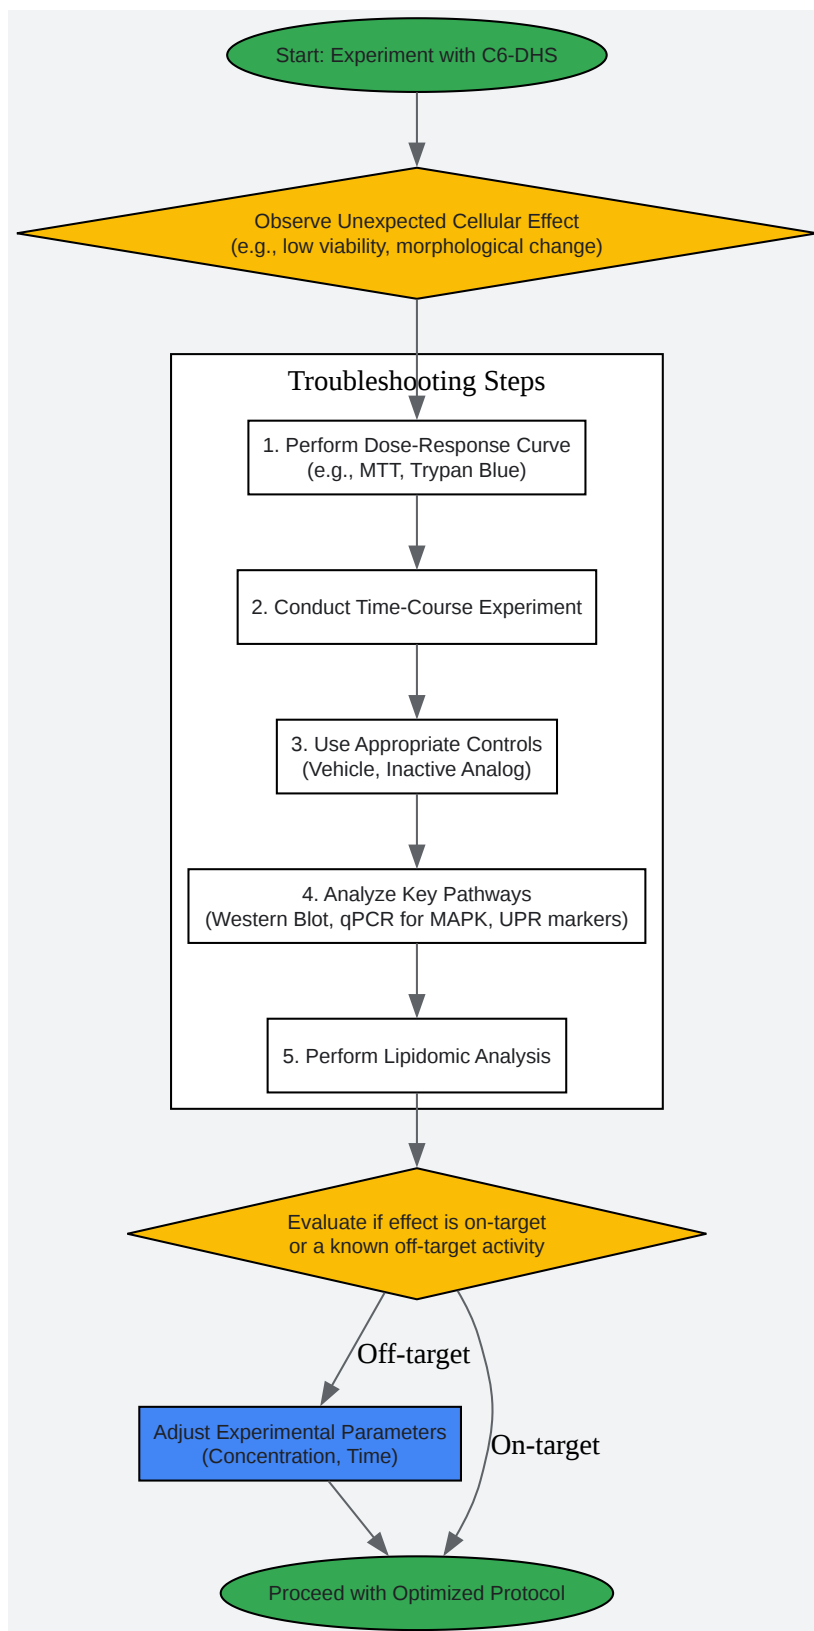 Start: Experiment with C6-DHS
Observe Unexpected Cellular Effect
(e.g., low viability, morphological change)
Troubleshooting Steps
1. Perform Dose-Response Curve
(e.g., MTT, Trypan Blue)
2. Conduct Time-Course Experiment
3. Use Appropriate Controls
(Vehicle, Inactive Analog)
4. Analyze Key Pathways
(Western Blot, qPCR for MAPK, UPR markers)
5. Perform Lipidomic Analysis
Evaluate if effect is on-target
or a known off-target activity
Off-target
Adjust Experimental Parameters
(Concentration, Time)
On-target
Proceed with Optimized Protocol